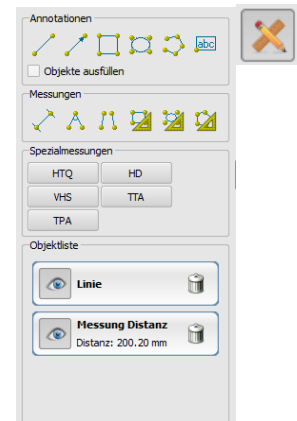 Annotationen
abc
Objekte ausfüllen
Messungen
Spezialmessungen
HTQ HD
VHS TTA
TPA
Objektliste
Linie
Messung Distanz
Distanz: 200.20 mm